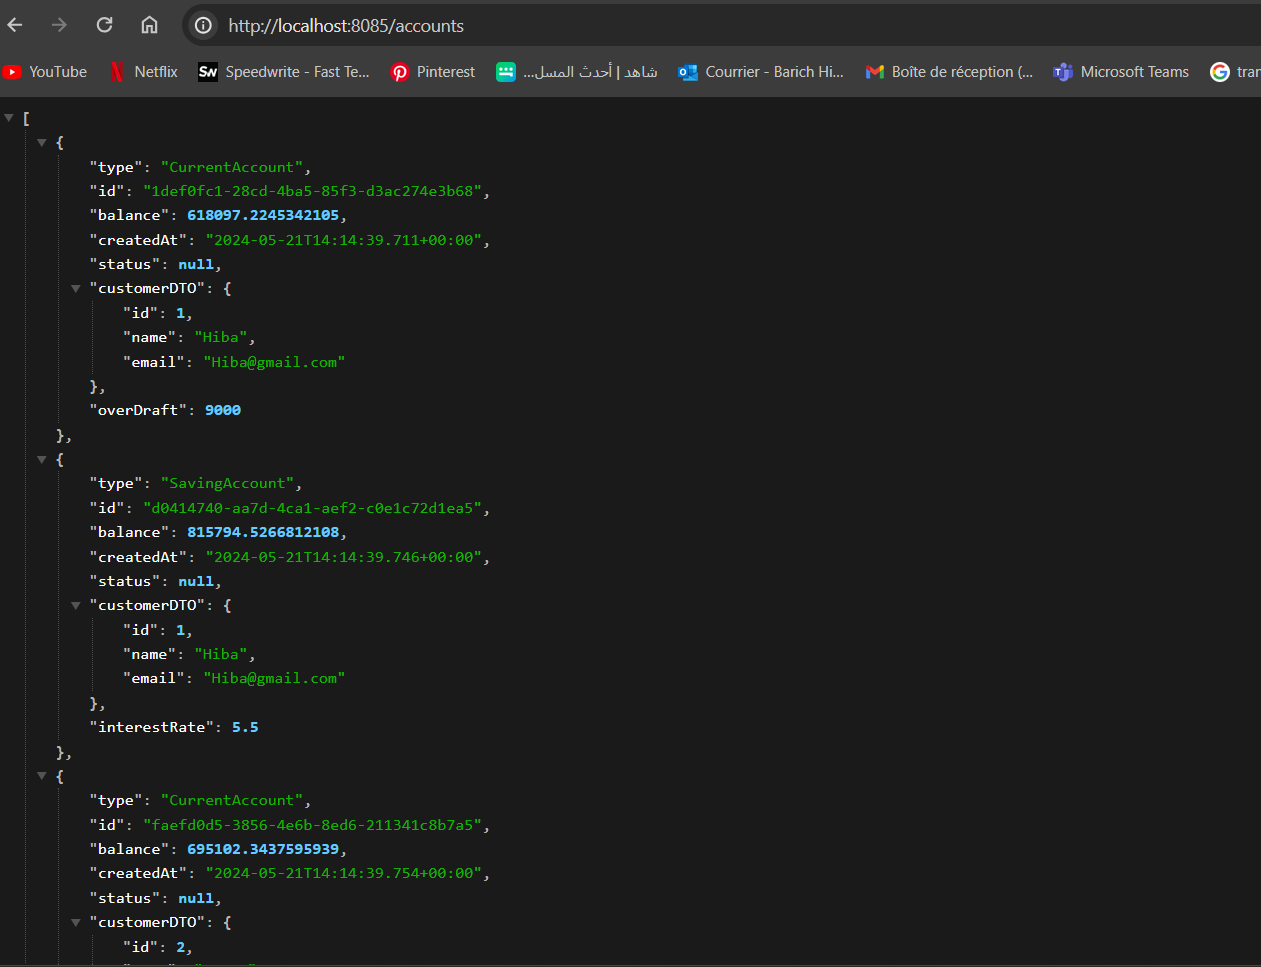 http://localhost:8085/accounts
YouTube Netflix SW Speedwrite - Fast Te... Pinterest شاهد | أحدث المسل... Courrier - Barich Hi... Boîte de réception (... Microsoft Teams tran
[
{
"type": "CurrentAccount",
"id": "1def0fc1-28cd-4ba5-85f3-d3ac274e3b68",
"balance": 618097.2245342105,
"createdAt": "2024-05-21T14:14:39.711+00:00",
"status": null,
"customerDTO": {
"id": 1,
"name": "Hiba",
"email": "Hiba@gmail.com"
},
"overDraft": 9000
},
{
"type": "SavingAccount",
"id": "d0414740-aa7d-4ca1-aef2-c0e1c72d1ea5",
"balance": 815794.5266812108,
"createdAt": "2024-05-21T14:14:39.746+00:00",
"status": null,
"customerDTO": {
"id": 1,
"name": "Hiba",
"email": "Hiba@gmail.com"
},
"interestRate": 5.5
},
{
"type": "CurrentAccount",
"id": "faefd0d5-3856-4e6b-8ed6-211341c8b7a5",
"balance": 695102.3437595939,
"createdAt": "2024-05-21T14:14:39.754+00:00",
"status": null,
"customerDTO": {
"id": 2,